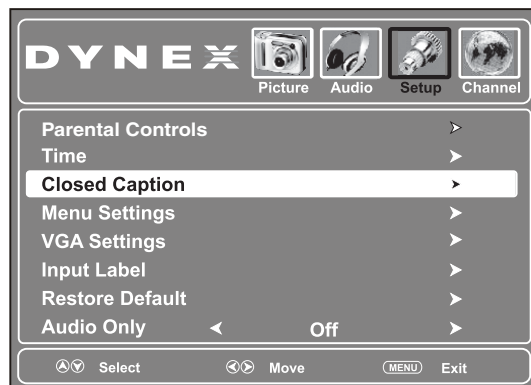 DYNEX
Picture Audio Setup Channel
Parental Controls
Time
Closed Caption
Menu Settings
VGA Settings
Input Label
Restore Default
Audio Only Off
Select Move MENU Exit